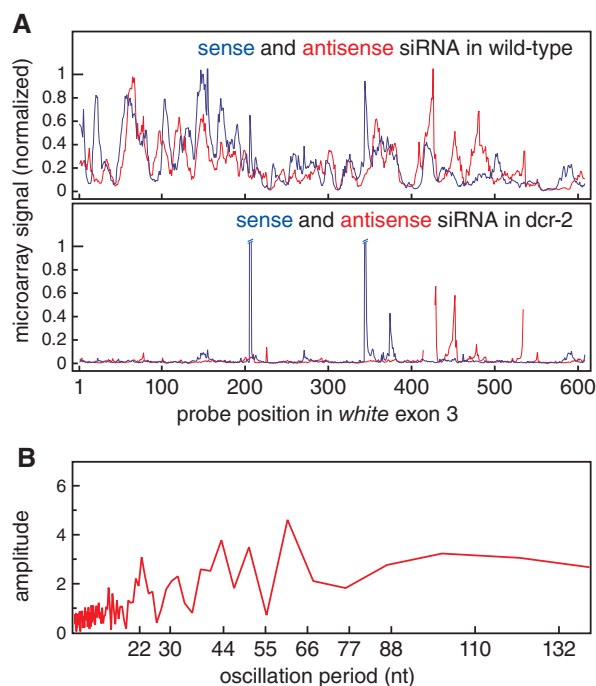 A
sense and antisense siRNA in wild-type
1
0.8
0.6
0.4
0.2
0
sense and antisense siRNA in dcr-2
1
0.8
0.6
0.4
0.2
0
microarray signal (normalized)
1 100 200 300 400 500 600
probe position in white exon 3
B
6
4
2
0
amplitude
22 30 44 55 66 77 88 110 132
oscillation period (nt)